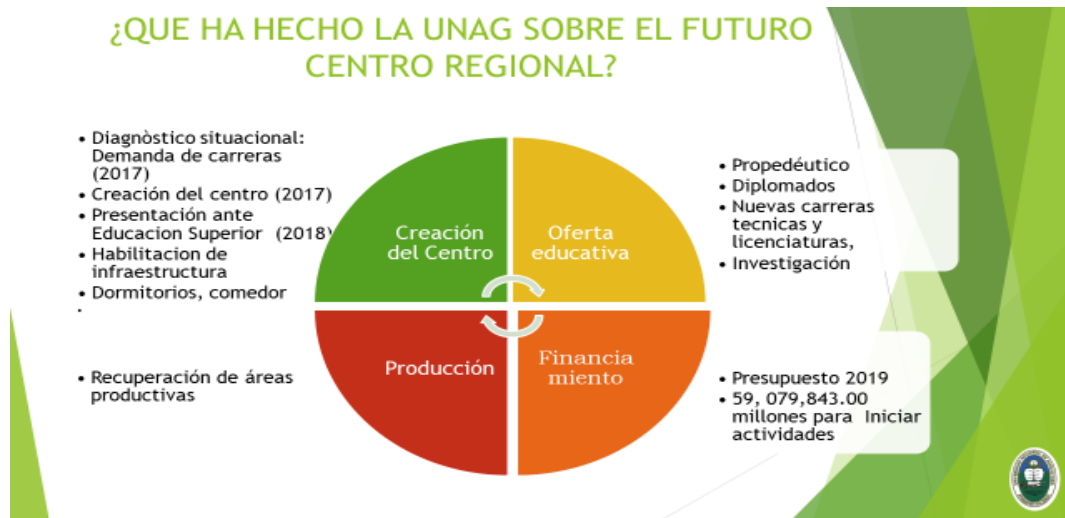 ¿QUE HA HECHO LA UNAG SOBRE EL FUTURO
CENTRO REGIONAL?
• Diagnòstico situacional:
Demanda de carreras
(2017)
• Creación del centro (2017)
• Presentación ante
Educacion Superior (2018)
• Habilitacion de
infraestructura
• Dormitorios, comedor
•
Creación
del Centro
Oferta
educativa
• Propedéutico
• Diplomados
• Nuevas carreras
tecnicas y
licenciaturas,
• Investigación
• Recuperación de áreas
productivas
Producción
Financia
miento
• Presupuesto 2019
• 59, 079,843.00
millones para Iniciar
actividades